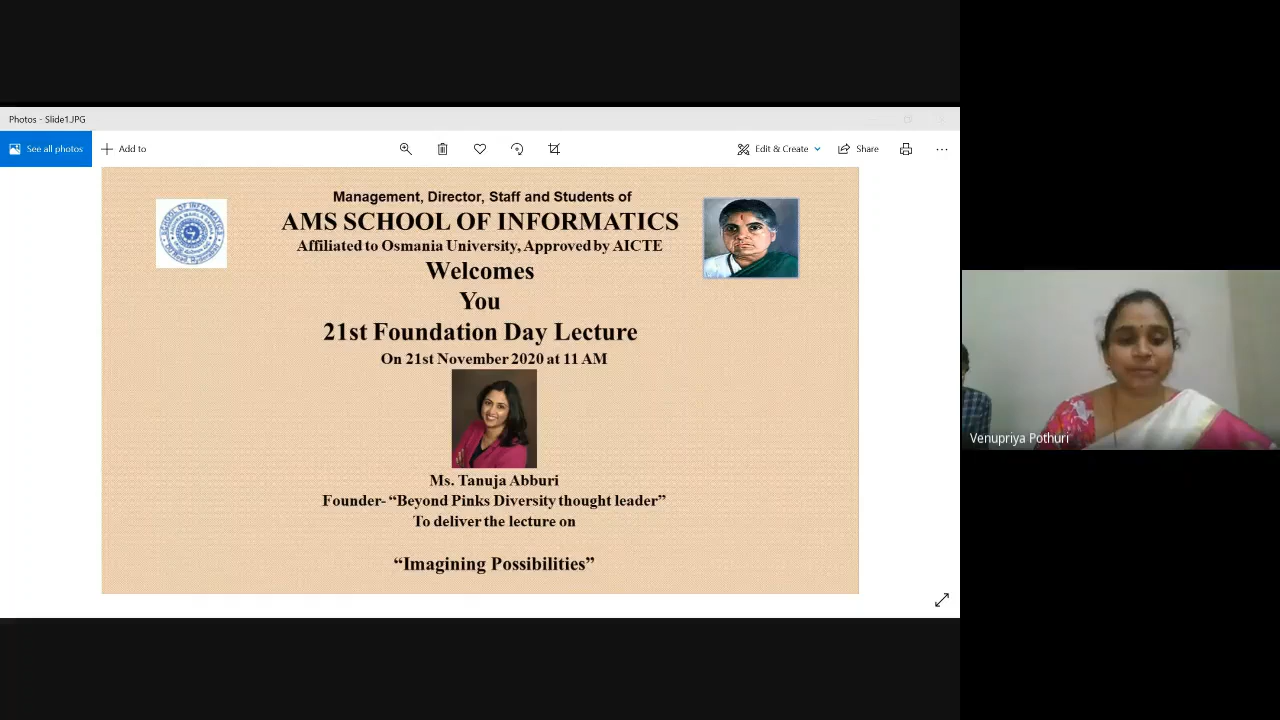 Photos - Slide1.JPG
See all photos
Add to
Edit & Create
Share
Management, Director, Staff and Students of
AMS SCHOOL OF INFORMATICS
Affiliated to Osmania University, Approved by AICTE
Welcomes
You
21st Foundation Day Lecture
On 21st November 2020 at 11 AM
Ms. Tanuja Abburi
Founder- “Beyond Pinks Diversity thought leader”
To deliver the lecture on
“Imagining Possibilities”
Venupriya Pothuri